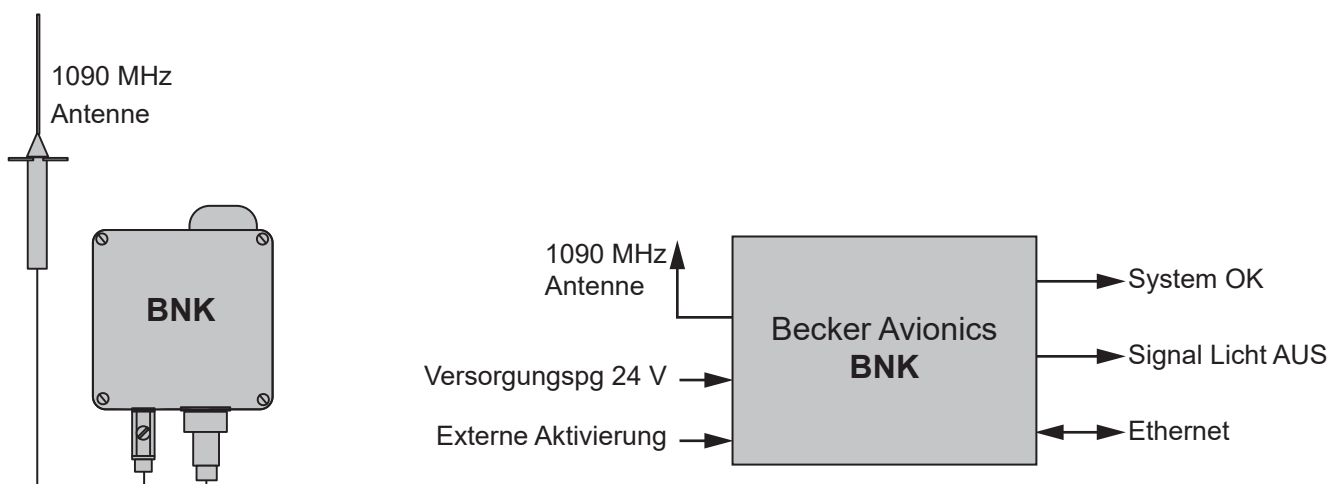 1090 MHz
Antenne
BNK
1090 MHz
Antenne
Versorgungspg 24 V
Externe Aktivierung
Becker Avionics
BNK
System OK
Signal Licht AUS
Ethernet